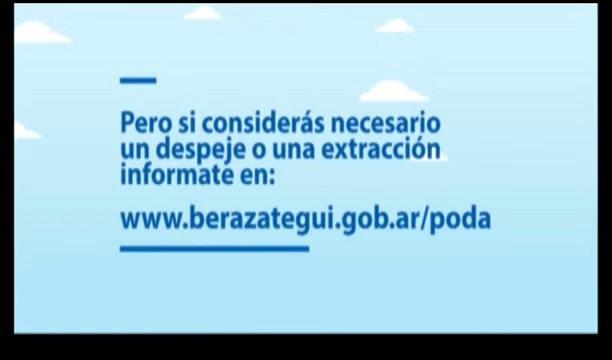 Pero si considerás necesario
un despeje o una extracción
informate en:
www.berazategui.gob.ar/poda